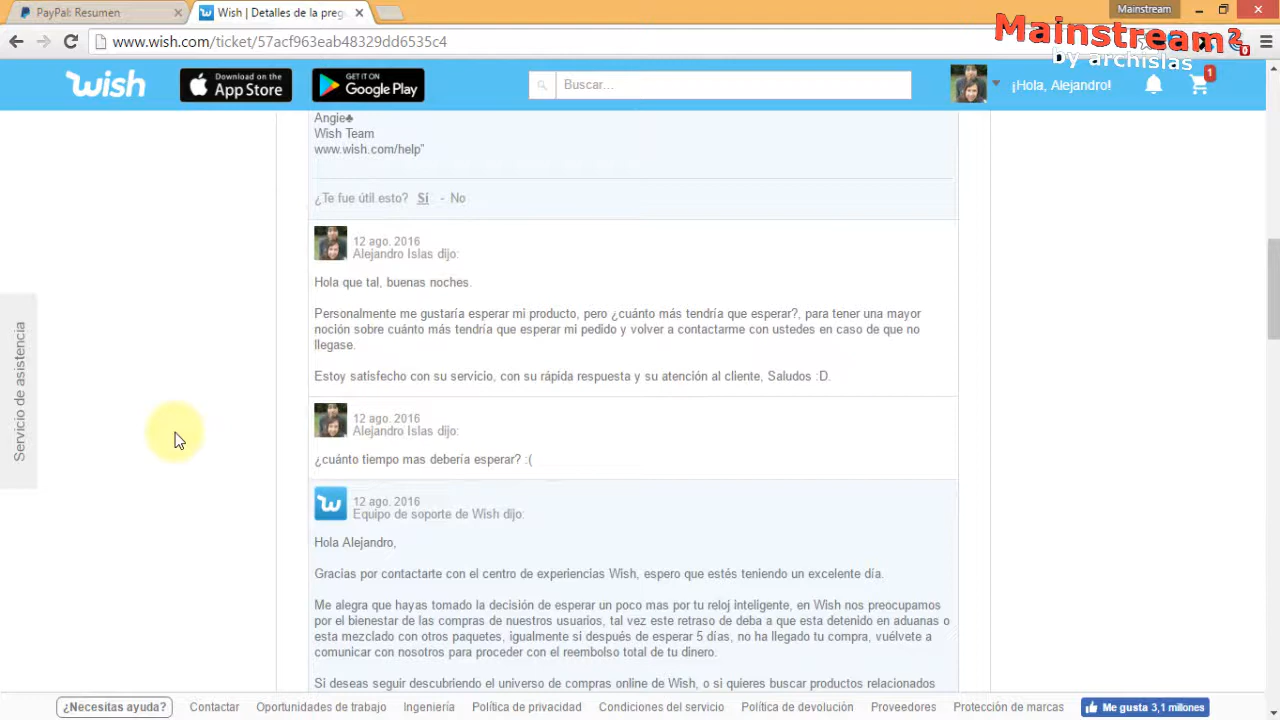 PayPal: Resumen
Wish | Detalles de la preg
Mainstream
www.wish.com/ticket/57acf963eab48329dd6535c4
Mainstream²
by archislas
wish
Download on the
App Store
GET IT ON
Google Play
Buscar...
¡Hola, Alejandro!
1
Angie♣
Wish Team
www.wish.com/help"
¿Te fue útil esto? Sí - No
12 ago. 2016
Alejandro Islas dijo:
Hola que tal, buenas noches.
Personalmente me gustaría esperar mi producto, pero ¿cuánto más tendría que esperar?, para tener una mayor
noción sobre cuánto más tendría que esperar mi pedido y volver a contactarme con ustedes en caso de que no
llegase.
Estoy satisfecho con su servicio, con su rápida respuesta y su atención al cliente, Saludos :D.
12 ago. 2016
Alejandro Islas dijo:
¿cuánto tiempo mas debería esperar? :(
Servicio de asistencia
12 ago. 2016
Equipo de soporte de Wish dijo:
Hola Alejandro,
Gracias por contactarte con el centro de experiencias Wish, espero que estés teniendo un excelente día.
Me alegra que hayas tomado la decisión de esperar un poco mas por tu reloj inteligente, en Wish nos preocupamos
por el bienestar de las compras de nuestros usuarios, tal vez este retraso de deba a que esta detenido en aduanas o
esta mezclado con otros paquetes, igualmente si después de esperar 5 días, no ha llegado tu compra, vuélvete a
comunicar con nosotros para proceder con el reembolso total de tu dinero.
Si deseas seguir descubriendo el universo de compras online de Wish, o si quieres buscar productos relacionados
¿Necesitas ayuda?
Contactar
Oportunidades de trabajo
Ingeniería
Política de privacidad
Condiciones del servicio
Política de devolución
Proveedores
Protección de marcas
Me gusta 3,1 millones